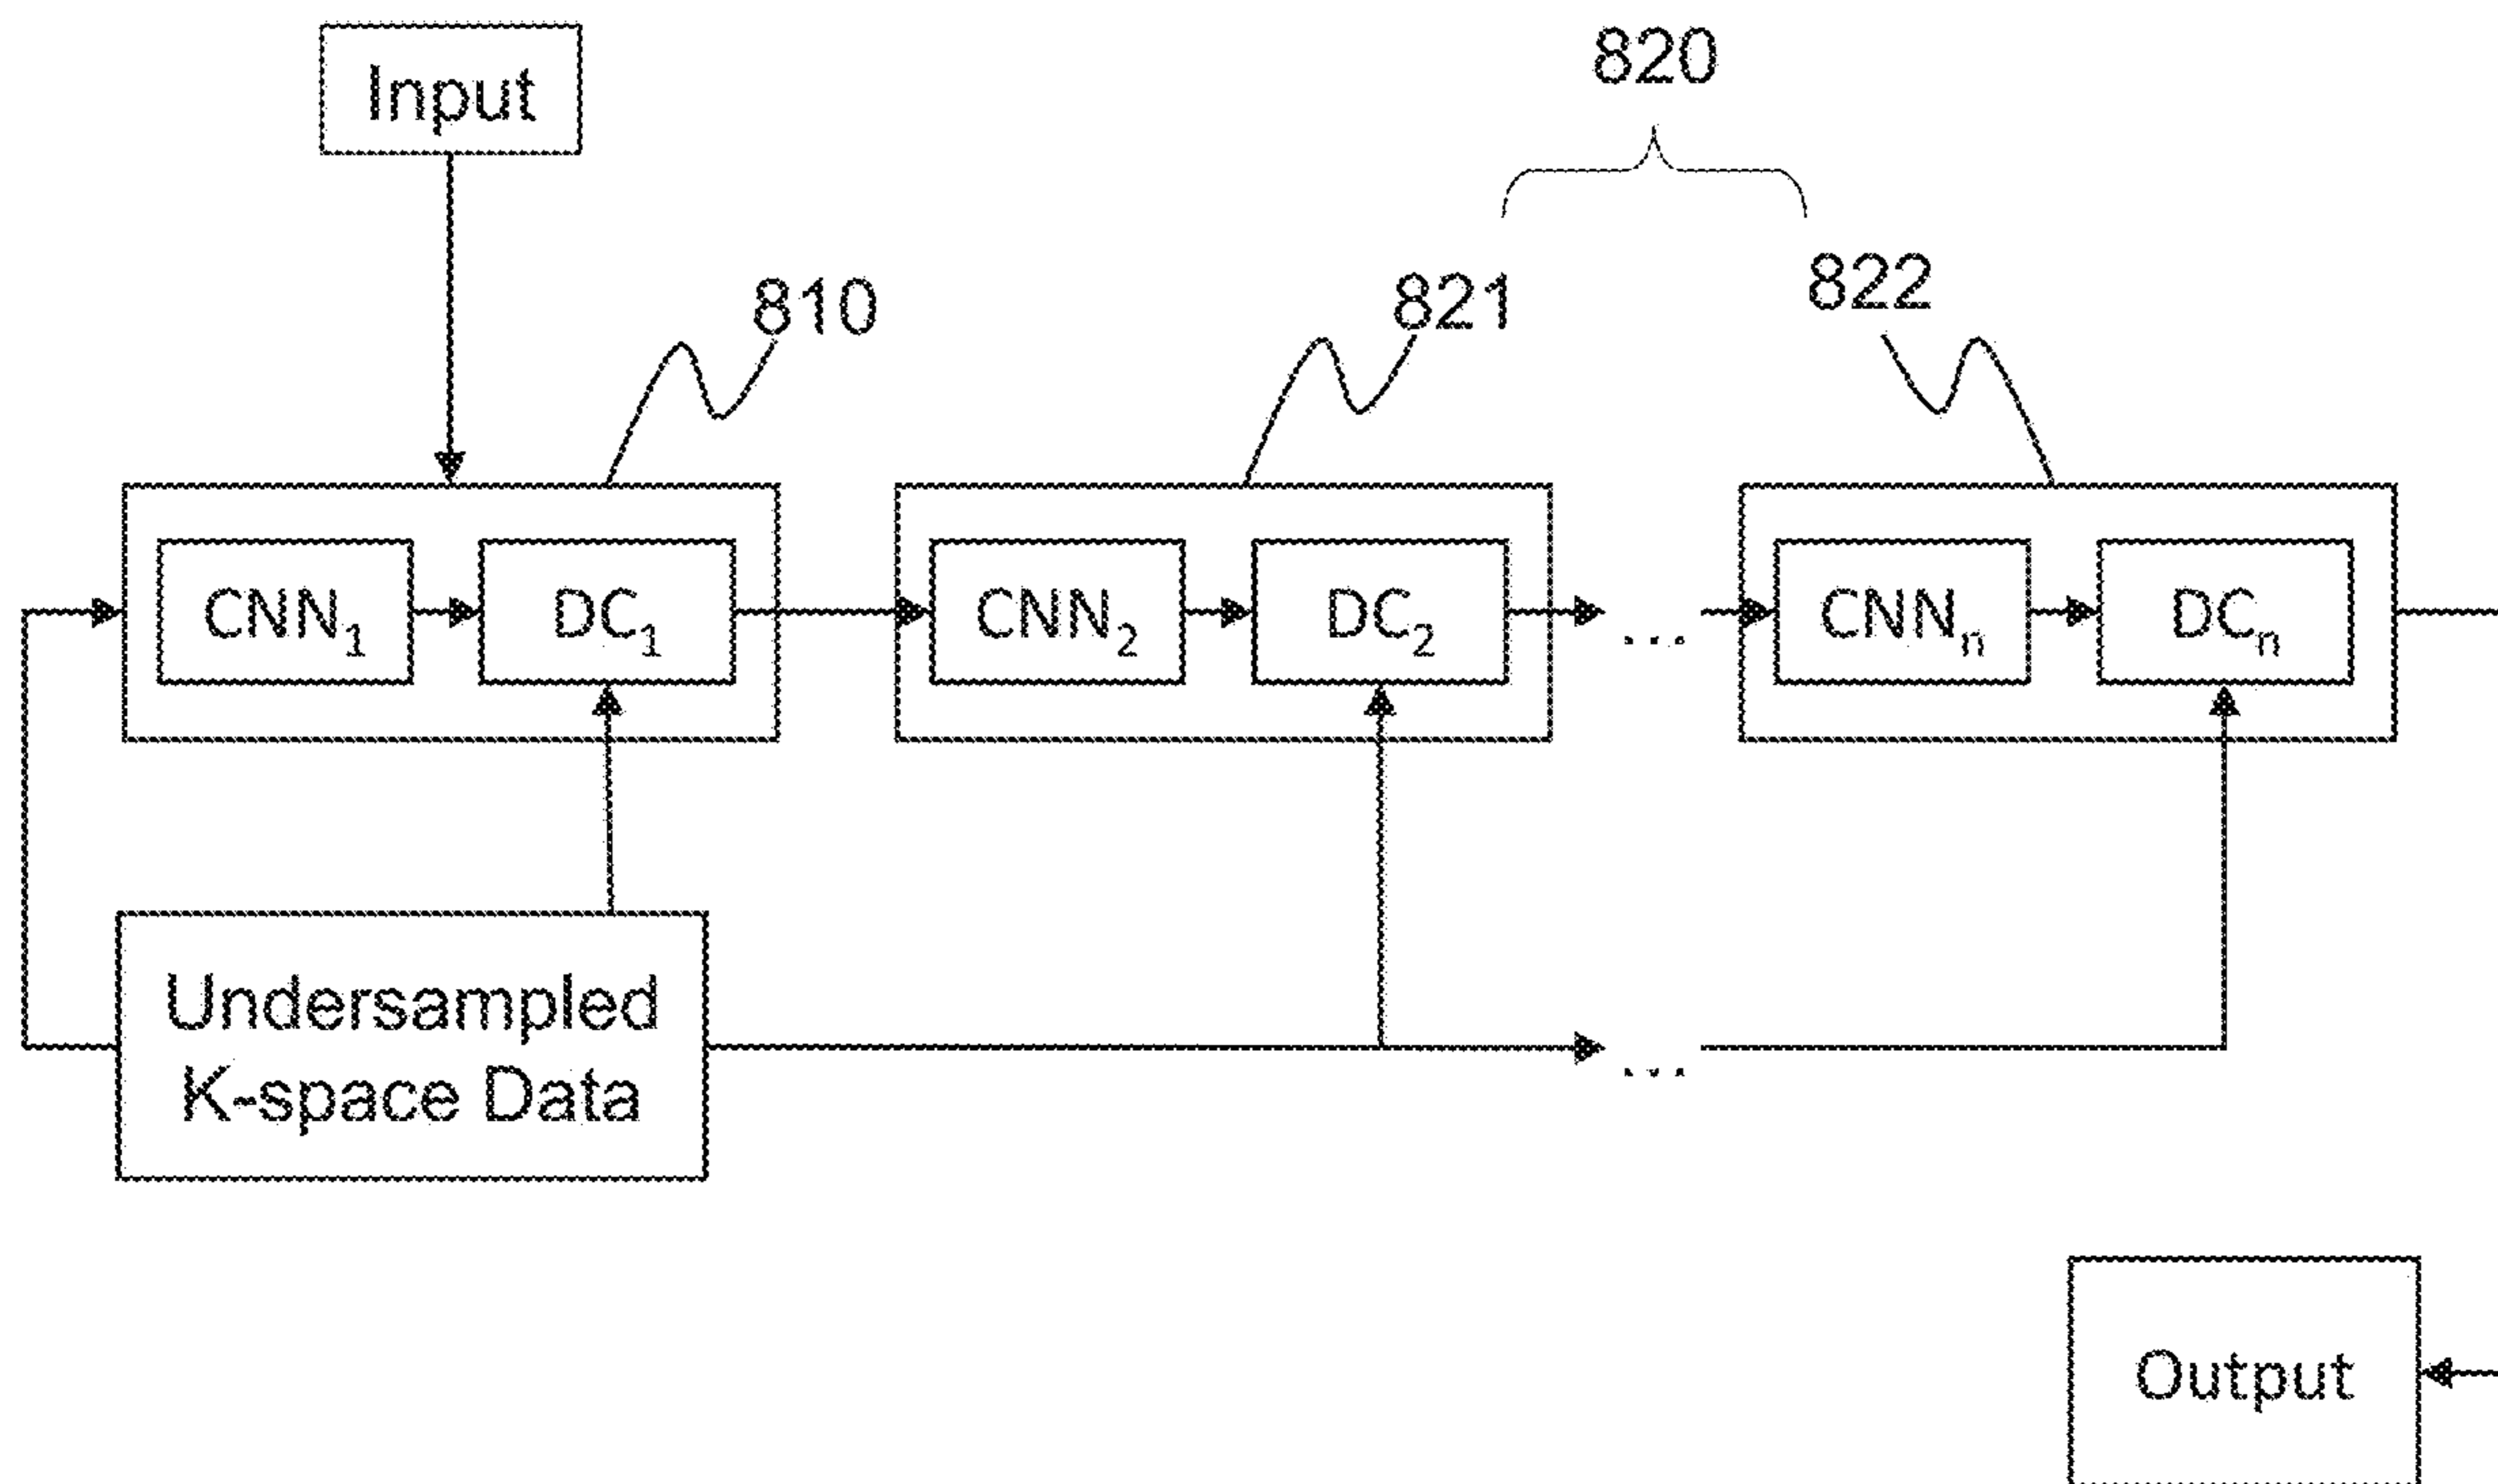 Input
820
810
821
822
CNN₁
DC₁
CNN₂
DC₂
...
CNNₙ
DCₙ
Undersampled
K-space Data
...
Output